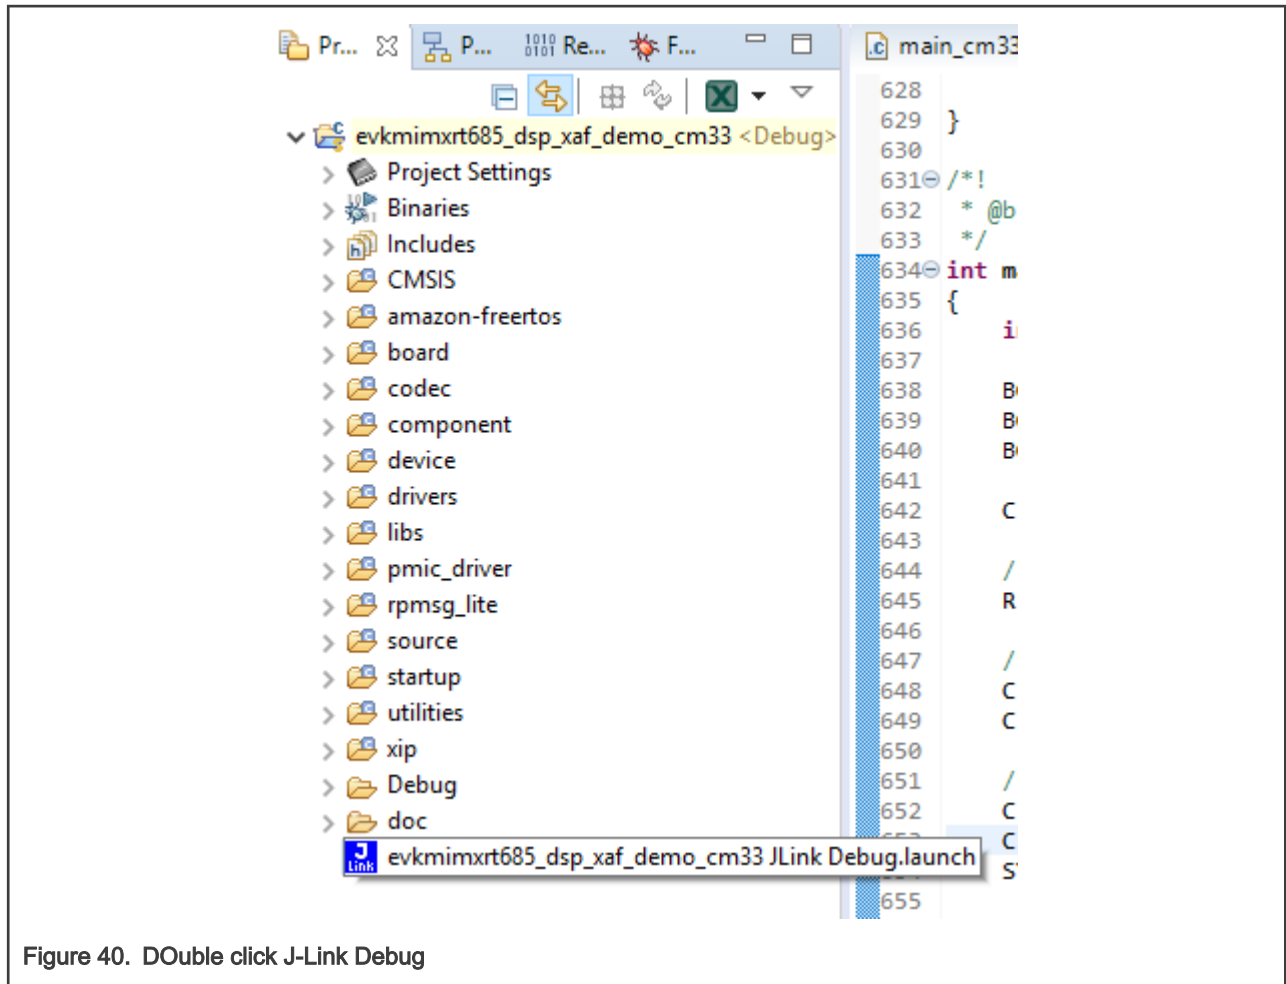 Pr... P... 1010 0101 Re... F... .c main_cm33
evkmimxrt685_dsp_xaf_demo_cm33 <Debug>
Project Settings
Binaries
Includes
CMSIS
amazon-freertos
board
codec
component
device
drivers
libs
pmic_driver
rpmsg_lite
source
startup
utilities
xip
Debug
doc
J Link evkmimxrt685_dsp_xaf_demo_cm33 JLink Debug.launch
628
629 }
630
631 /*!
632 * @b
633 */
634 int m
635 {
636 i
637
638 B
639 B
640 B
641
642 C
643
644 /
645 R
646
647 /
648 C
649 C
650
651 /
652 C
C
S
655
Figure 40. DOuble click J-Link Debug